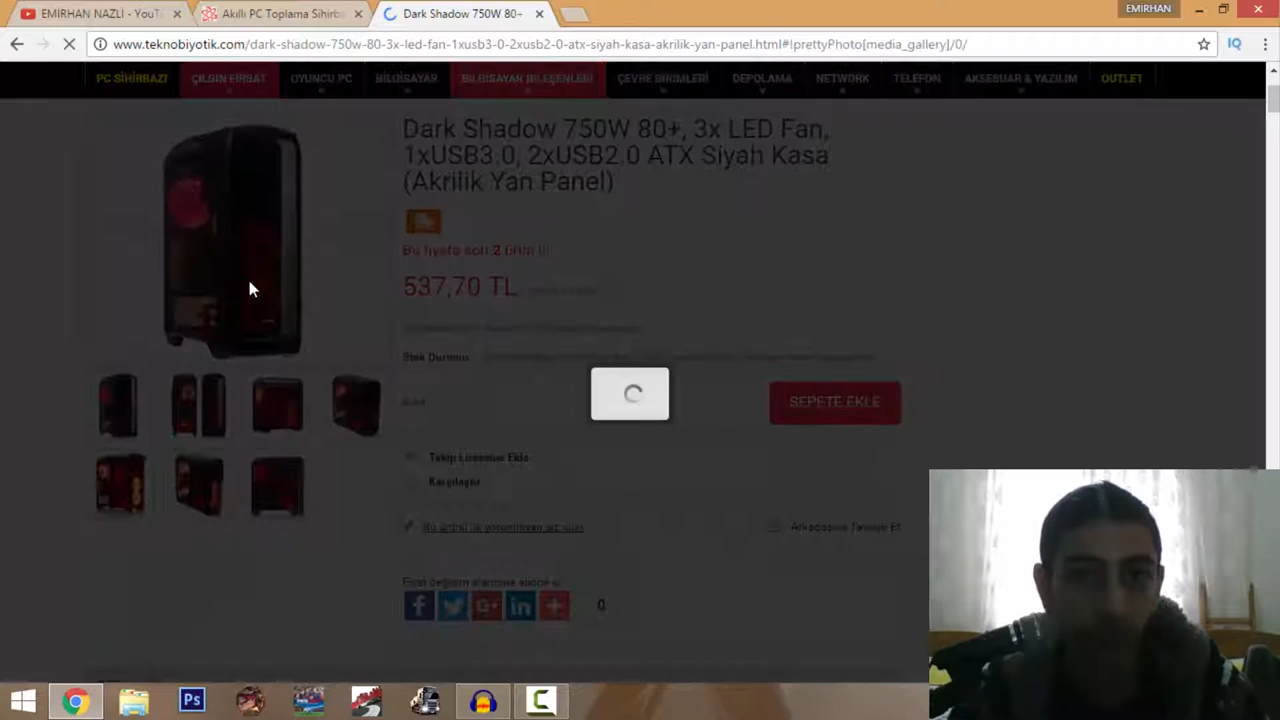 EMIRHAN NAZLI - YouTu
Akıllı PC Toplama Sihirba
Dark Shadow 750W 80+
EMIRHAN
www.teknobiyotik.com/dark-shadow-750w-80-3x-led-fan-1xusb3-0-2xusb2-0-atx-siyah-kasa-akrilik-yan-panel.html#!prettyPhoto[media_gallery]/0/
IQ
PC SİHİRBAZI ÇILGIN FIRSAT OYUNCU PC BİLGİSAYAR BİLGİSAYAR BİLEŞENLERİ ÇEVRE BİRİMLERİ DEPOLAMA NETWORK TELEFON AKSESUAR & YAZILIM OUTLET
Dark Shadow 750W 80+, 3x LED Fan,
1xUSB3.0, 2xUSB2.0 ATX Siyah Kasa
(Akrilik Yan Panel)
Bu fiyata son 2 ürün !!!
537,70 TL
Stok Durumu
SEPETE EKLE
Takip Listesine Ekle
Karşılaştır
Bu ürünü ilk yorumlayan siz olun
Arkadaşına Tavsiye Et
0
Ps